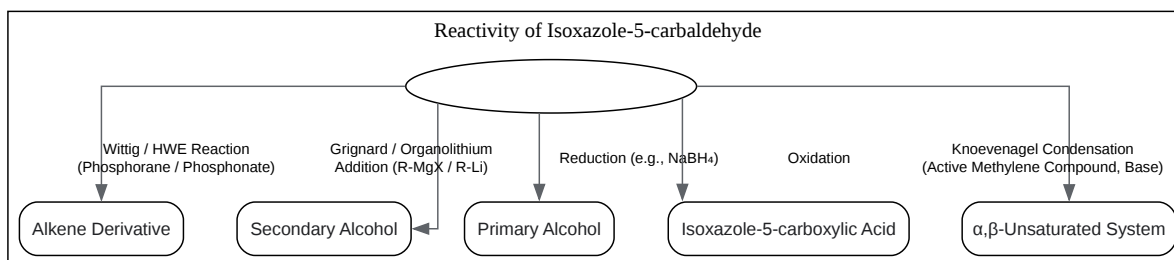 Reactivity of Isoxazole-5-carbaldehyde
Wittig / HWE Reaction
(Phosphorane / Phosphonate)
Grignard / Organolithium
Addition (R-MgX / R-Li)
Reduction (e.g., NaBH₄)
Oxidation
Knoevenagel Condensation
(Active Methylene Compound, Base)
Alkene Derivative
Secondary Alcohol
Primary Alcohol
Isoxazole-5-carboxylic Acid
α,β-Unsaturated System